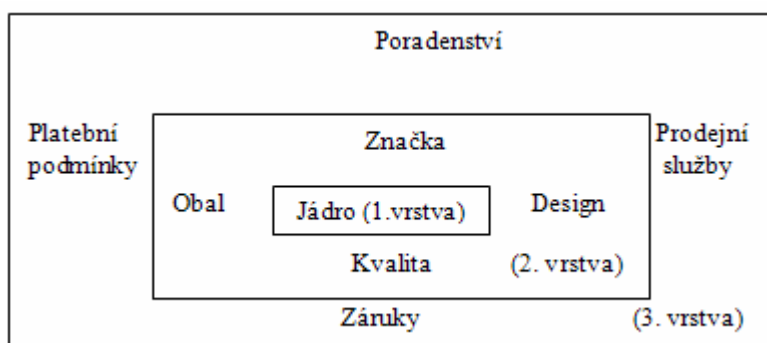 Poradenství
Platební
podmínky
Značka
Prodejní
služby
Obal
Jádro (1.vrstva)
Design
Kvalita
(2. vrstva)
Záruky
(3. vrstva)